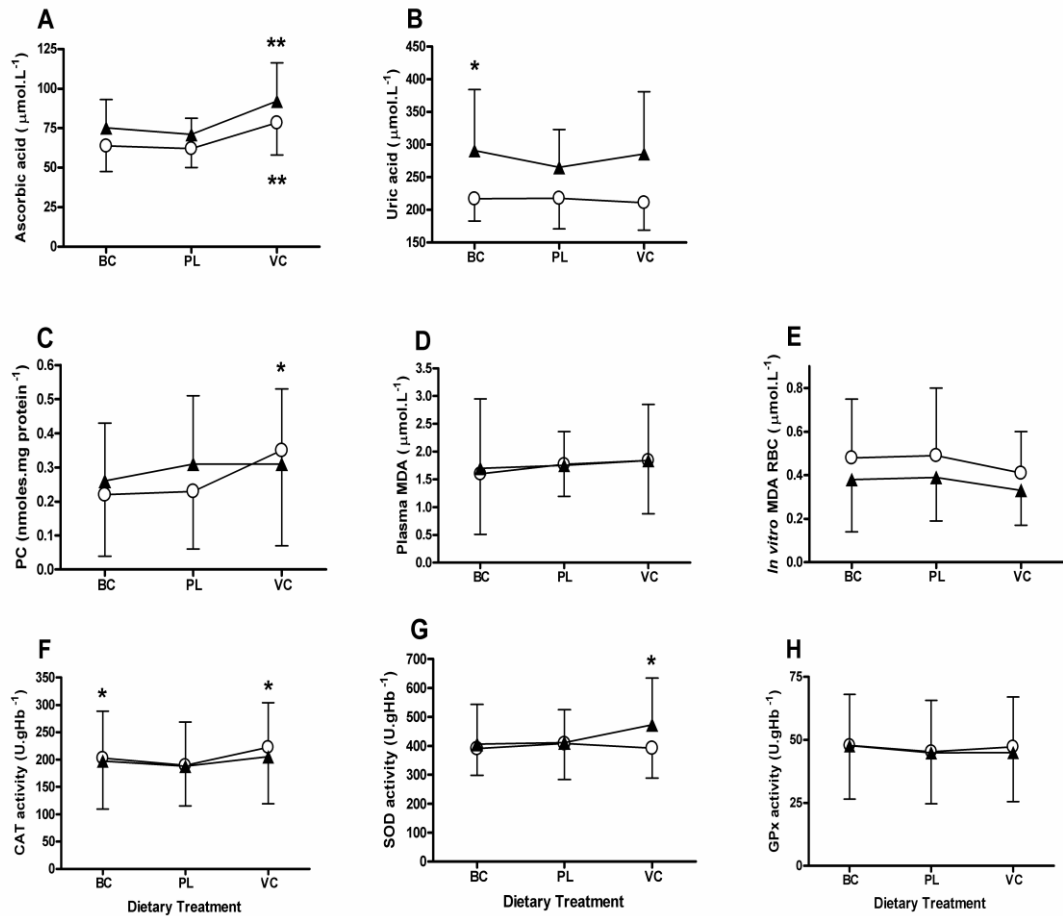 A
Ascorbic acid ( μmol.L⁻¹)
125
100
75
50
25
0
**
**
BC PL VC
B
Uric acid ( μmol.L⁻¹)
450
400
350
300
250
200
150
*
BC PL VC
C
PC (nmoles.mg protein⁻¹)
0.6
0.5
0.4
0.3
0.2
0.1
0.0
*
BC PL VC
D
Plasma MDA ( μmol.L⁻¹)
3.5
3.0
2.5
2.0
1.5
1.0
0.5
0.0
BC PL VC
E
In vitro MDA RBC ( μmol.L⁻¹)
0.8
0.6
0.4
0.2
0.0
BC PL VC
F
CAT activity (U.gHb⁻¹)
350
300
250
200
150
100
50
0
* *
BC PL VC
Dietary Treatment
G
SOD activity (U.gHb⁻¹)
700
600
500
400
300
200
100
0
*
BC PL VC
Dietary Treatment
H
GPx activity (U.gHb⁻¹)
75
50
25
0
BC PL VC
Dietary Treatment